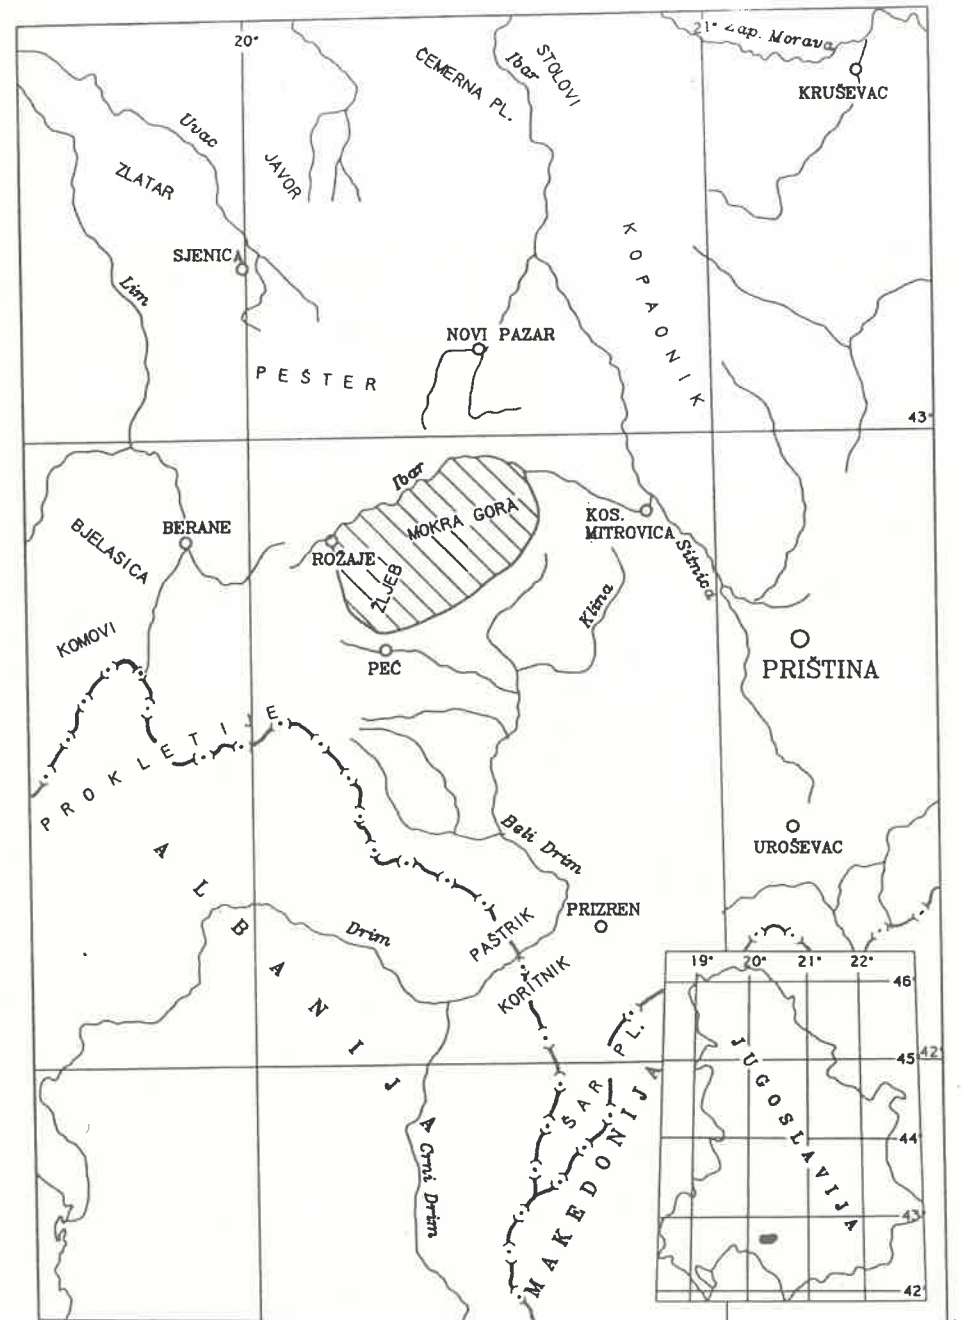 20°
21° Zap. Morava
Ibar
STOLOVI
ČEMERNA PL.
KRUŠEVAC
Uvac
JAVOR
ZLATAR
SJENICA
KOPAONIK
Lim
NOVI PAZAR
PEŠTER
43°
Ibar
MOKRA GORA
KOS.
MITROVICA
BERANE
BJELASICA
ROŽAJE
ŽLJEB
Sitnica
Klina
KOMOVI
PEĆ
PRIŠTINA
PROKLETIJE
ALBANIJA
Beli Drim
UROŠEVAC
PRIZREN
Drim
PAŠTRIK
KORITNIK
ŠAR PL.
MAKEDONIJA
Crni Drim
42°
19° 20° 21° 22°
46°
45°
44°
43°
42°
JUGOSLAVIJA